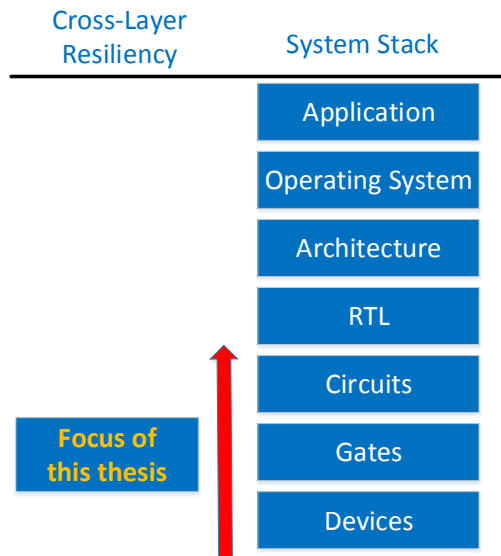 Cross-Layer
Resiliency
System Stack
Application
Operating System
Architecture
RTL
Circuits
Focus of
this thesis
Gates
Devices